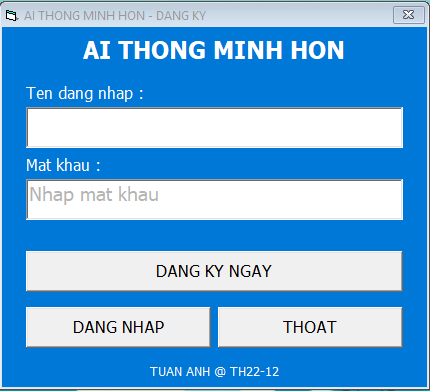 AI THONG MINH HON - DANG KY
AI THONG MINH HON
Ten dang nhap :
Mat khau :
Nhap mat khau
DANG KY NGAY
DANG NHAP
THOAT
TUAN ANH @ TH22-12